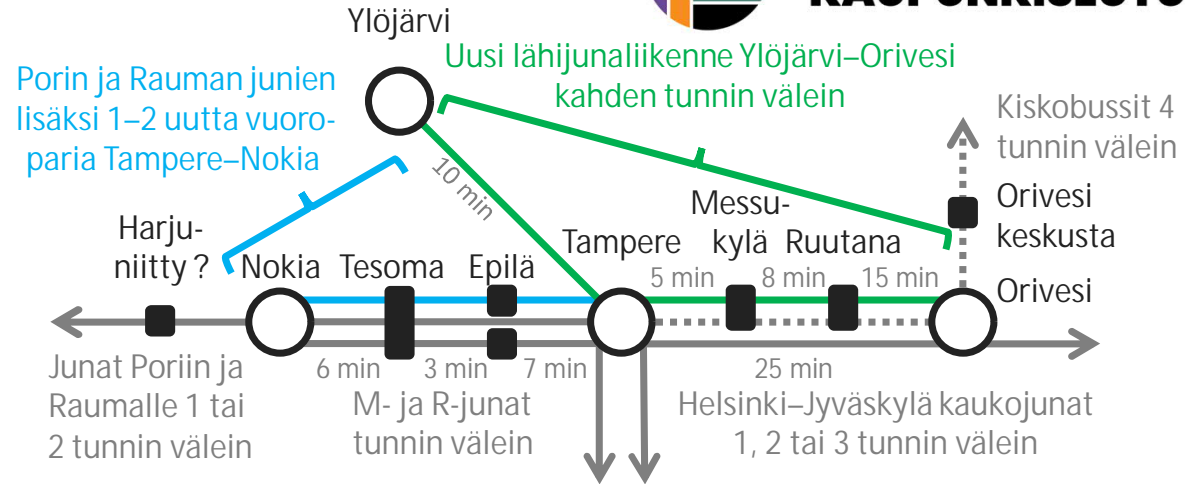 KAUPUNKISEUTU
Ylöjärvi
Uusi lähijunaliikenne Ylöjärvi–Orivesi
kahden tunnin välein
Porin ja Rauman junien
lisäksi 1–2 uutta vuoro-
paria Tampere–Nokia
Kiskobussit 4
tunnin välein
10 min
Orivesi
keskusta
Harju-
niitty ?
Nokia
Tesoma
Epilä
Tampere
Messu-
kylä
Ruutana
5 min
8 min
15 min
Orivesi
Junat Poriin ja
Raumalle 1 tai
2 tunnin välein
6 min
3 min
7 min
M- ja R-junat
tunnin välein
25 min
Helsinki–Jyväskylä kaukojunat
1, 2 tai 3 tunnin välein